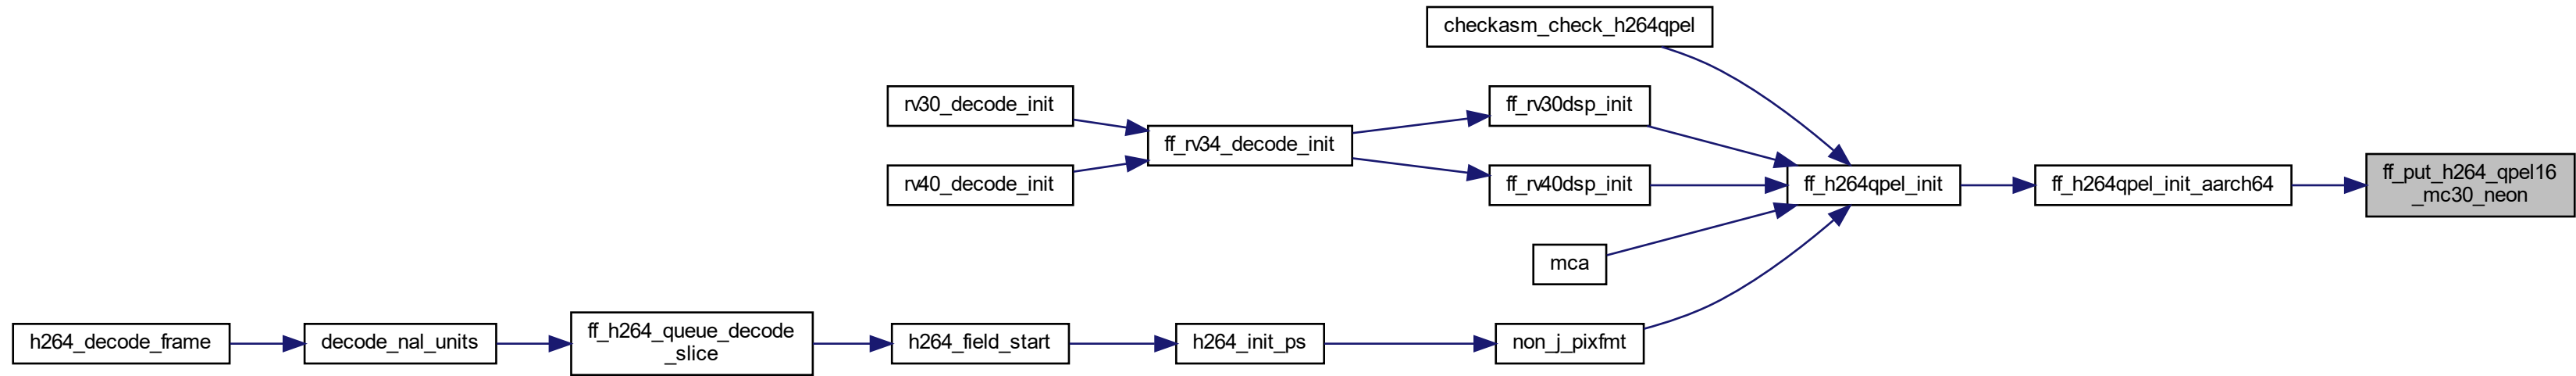 checkasm_check_h264qpel
rv30_decode_init
ff_rv30dsp_init
ff_rv34_decode_init
rv40_decode_init
ff_rv40dsp_init
ff_h264qpel_init
ff_h264qpel_init_aarch64
ff_put_h264_qpel16
_mc30_neon
mca
h264_decode_frame
decode_nal_units
ff_h264_queue_decode
_slice
h264_field_start
h264_init_ps
non_j_pixfmt